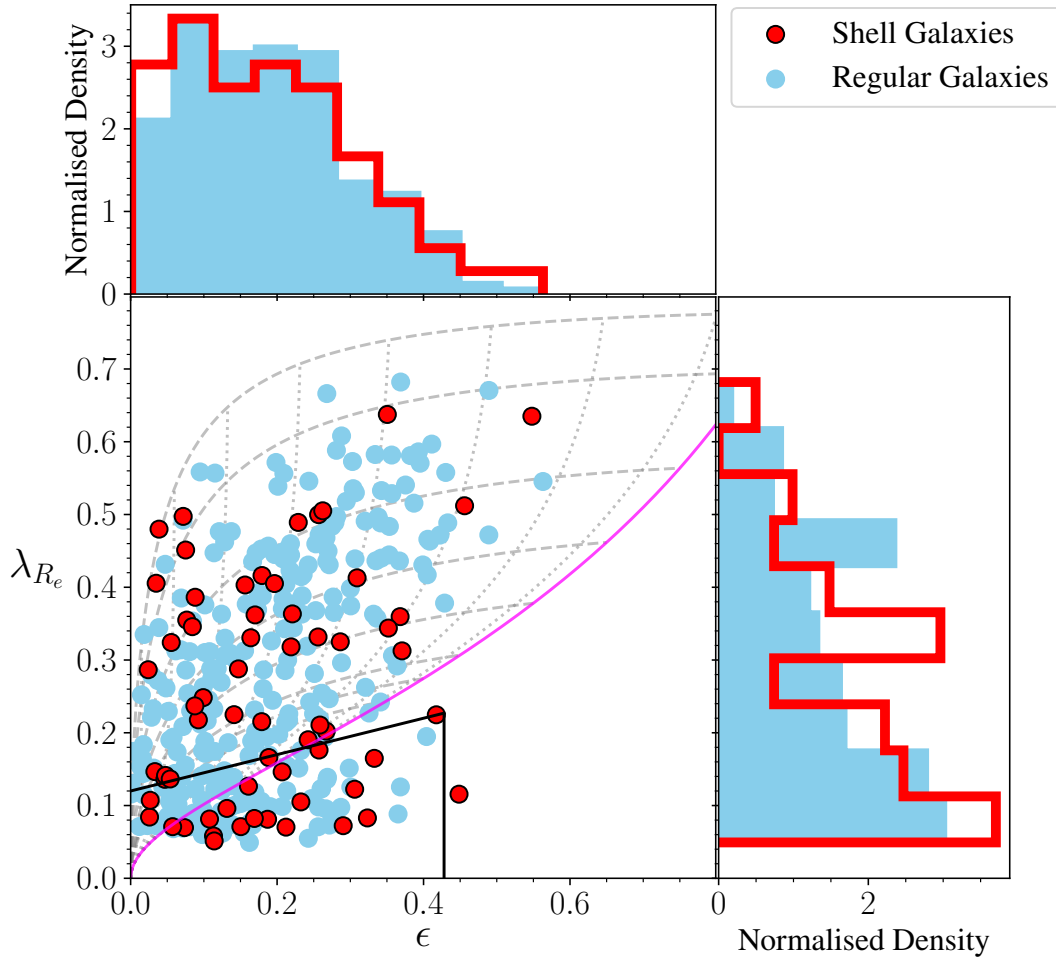 Shell Galaxies
Regular Galaxies
Normalised Density
3
2
1
0
λ_{R_e}
0.7
0.6
0.5
0.4
0.3
0.2
0.1
0.0
0.0 0.2 0.4 0.6
ϵ
2
Normalised Density